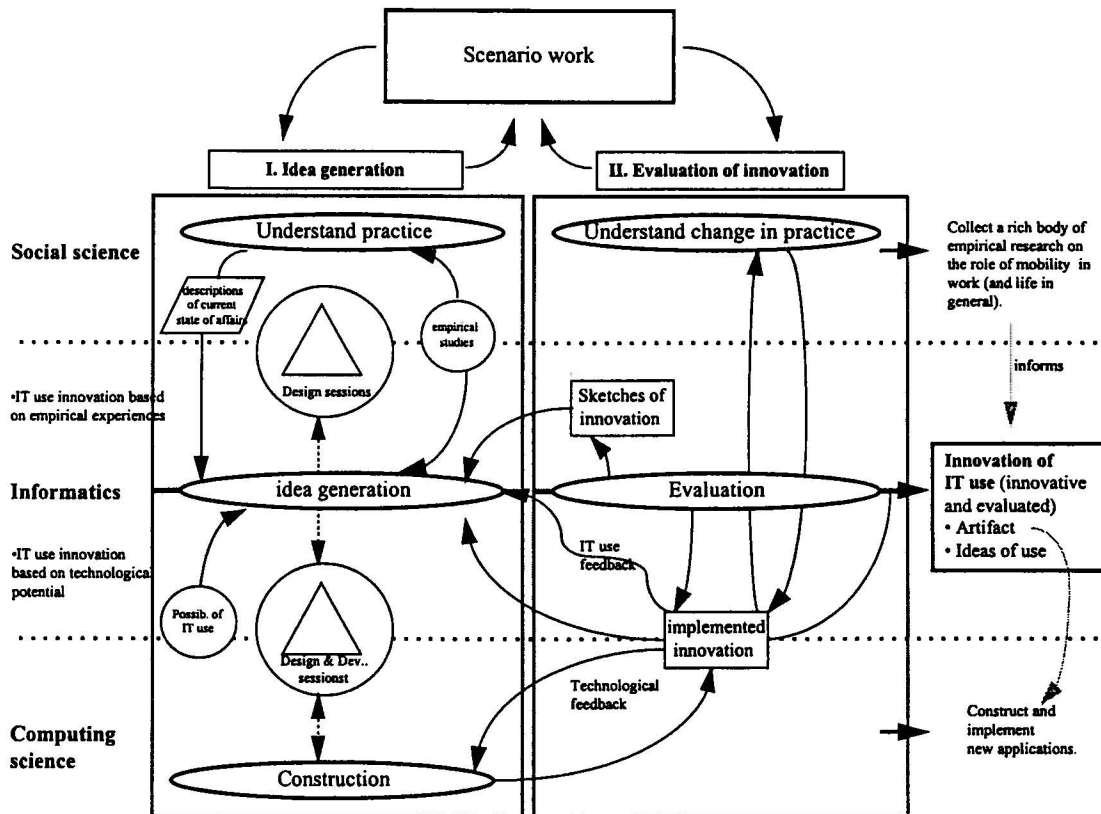 Scenario work
I. Idea generation
II. Evaluation of innovation
Social science
Understand practice
Understand change in practice
Collect a rich body of
empirical research on
the role of mobility in
work (and life in
general).
descriptions
of current
state of affairs
empirical
studies
Design sessions
informs
•IT use innovation based
on empirical experiences
Sketches of
innovation
Informatics
idea generation
Evaluation
Innovation of
IT use (innovative
and evaluated)
• Artifact
• Ideas of use
•IT use innovation
based on technological
potential
IT use
feedback
Possib. of
IT use
implemented
innovation
Design & Dev..
sessionst
Technological
feedback
Computing
science
Construction
Construct and
implement
new applications.